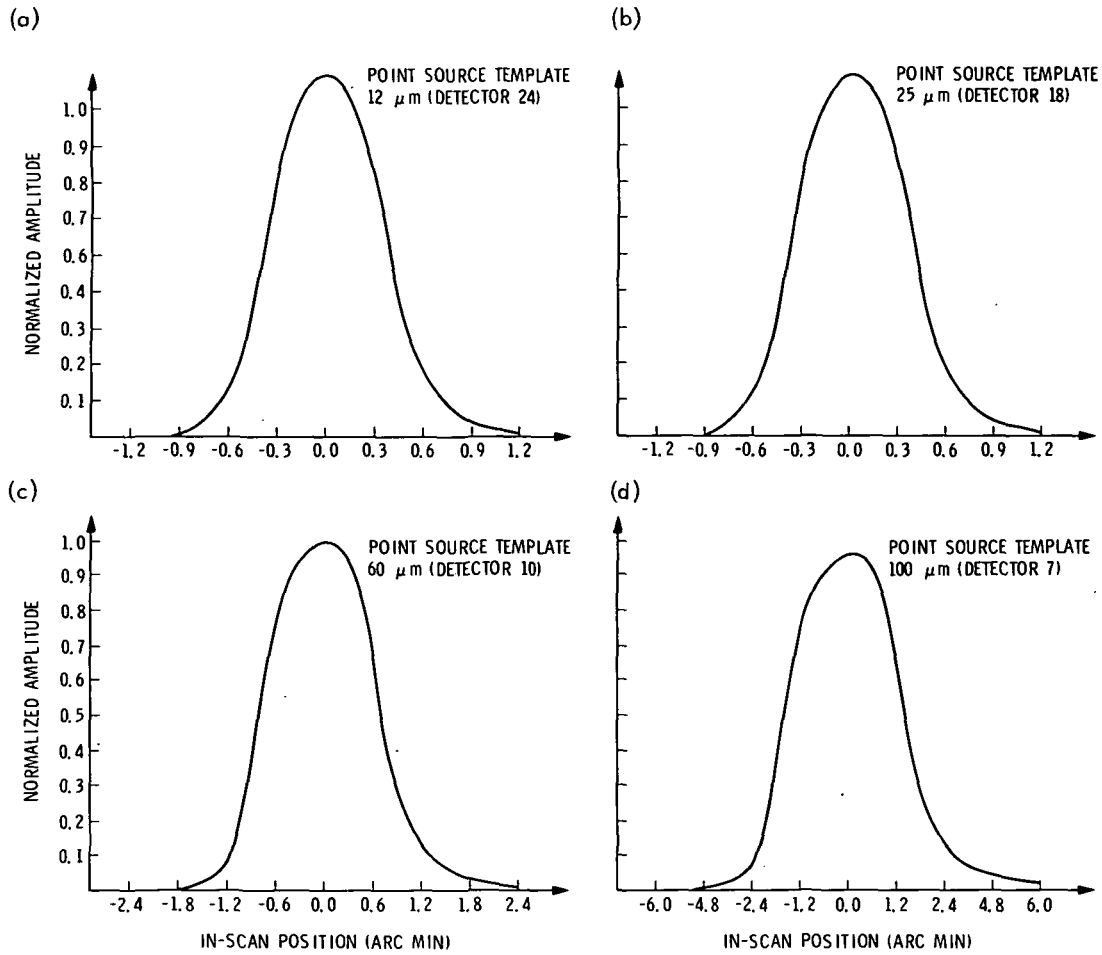 (a)
POINT SOURCE TEMPLATE
12 μm (DETECTOR 24)
NORMALIZED AMPLITUDE
1.0
0.9
0.8
0.7
0.6
0.5
0.4
0.3
0.2
0.1
-1.2 -0.9 -0.6 -0.3 0.0 0.3 0.6 0.9 1.2
(b)
POINT SOURCE TEMPLATE
25 μm (DETECTOR 18)
-1.2 -0.9 -0.6 -0.3 0.0 0.3 0.6 0.9 1.2
(c)
POINT SOURCE TEMPLATE
60 μm (DETECTOR 10)
NORMALIZED AMPLITUDE
1.0
0.9
0.8
0.7
0.6
0.5
0.4
0.3
0.2
0.1
-2.4 -1.8 -1.2 -0.6 0.0 0.6 1.2 1.8 2.4
IN-SCAN POSITION (ARC MIN)
(d)
POINT SOURCE TEMPLATE
100 μm (DETECTOR 7)
-6.0 -4.8 -2.4 -1.2 0.0 1.2 2.4 4.8 6.0
IN-SCAN POSITION (ARC MIN)